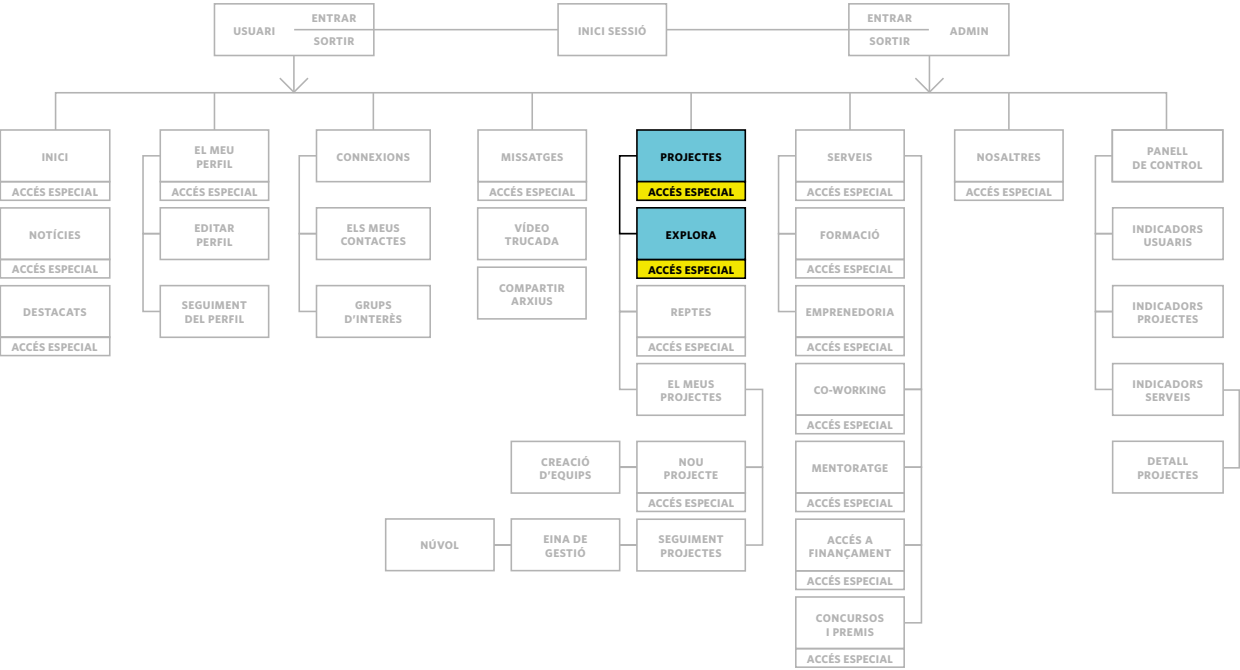 USUARI
ENTRAR
SORTIR
INICI SESSIÓ
ENTRAR
SORTIR
ADMIN
INICI
ACCÉS ESPECIAL
NOTÍCIES
ACCÉS ESPECIAL
DESTACATS
ACCÉS ESPECIAL
EL MEU
PERFIL
ACCÉS ESPECIAL
EDITAR
PERFIL
SEGUIMENT
DEL PERFIL
CONNEXIONS
ELS MEUS
CONTACTES
GRUPS
D'INTERÈS
MISSATGES
ACCÉS ESPECIAL
VÍDEO
TRUCADA
COMPARTIR
ARXIUS
PROJECTES
ACCÉS ESPECIAL
EXPLORA
ACCÉS ESPECIAL
REPTES
ACCÉS ESPECIAL
EL MEUS
PROJECTES
CREACIÓ
D'EQUIPS
NOU
PROJECTE
ACCÉS ESPECIAL
NÚVOL
EINA DE
GESTIÓ
SEGUIMENT
PROJECTES
SERVEIS
ACCÉS ESPECIAL
FORMACIÓ
ACCÉS ESPECIAL
EMPRENEDORIA
ACCÉS ESPECIAL
CO-WORKING
ACCÉS ESPECIAL
MENTORATGE
ACCÉS ESPECIAL
ACCÉS A
FINANÇAMENT
ACCÉS ESPECIAL
CONCURSOS
I PREMIS
ACCÉS ESPECIAL
NOSALTRES
ACCÉS ESPECIAL
PANELL
DE CONTROL
INDICADORS
USUARIS
INDICADORS
PROJECTES
INDICADORS
SERVEIS
DETALL
PROJECTES